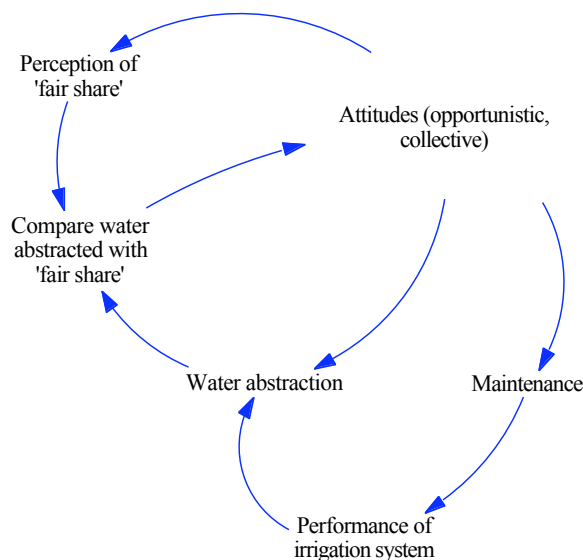 Perception of
'fair share'
Attitudes (opportunistic,
collective)
Compare water
abstracted with
'fair share'
Water abstraction
Maintenance
Performance of
irrigation system